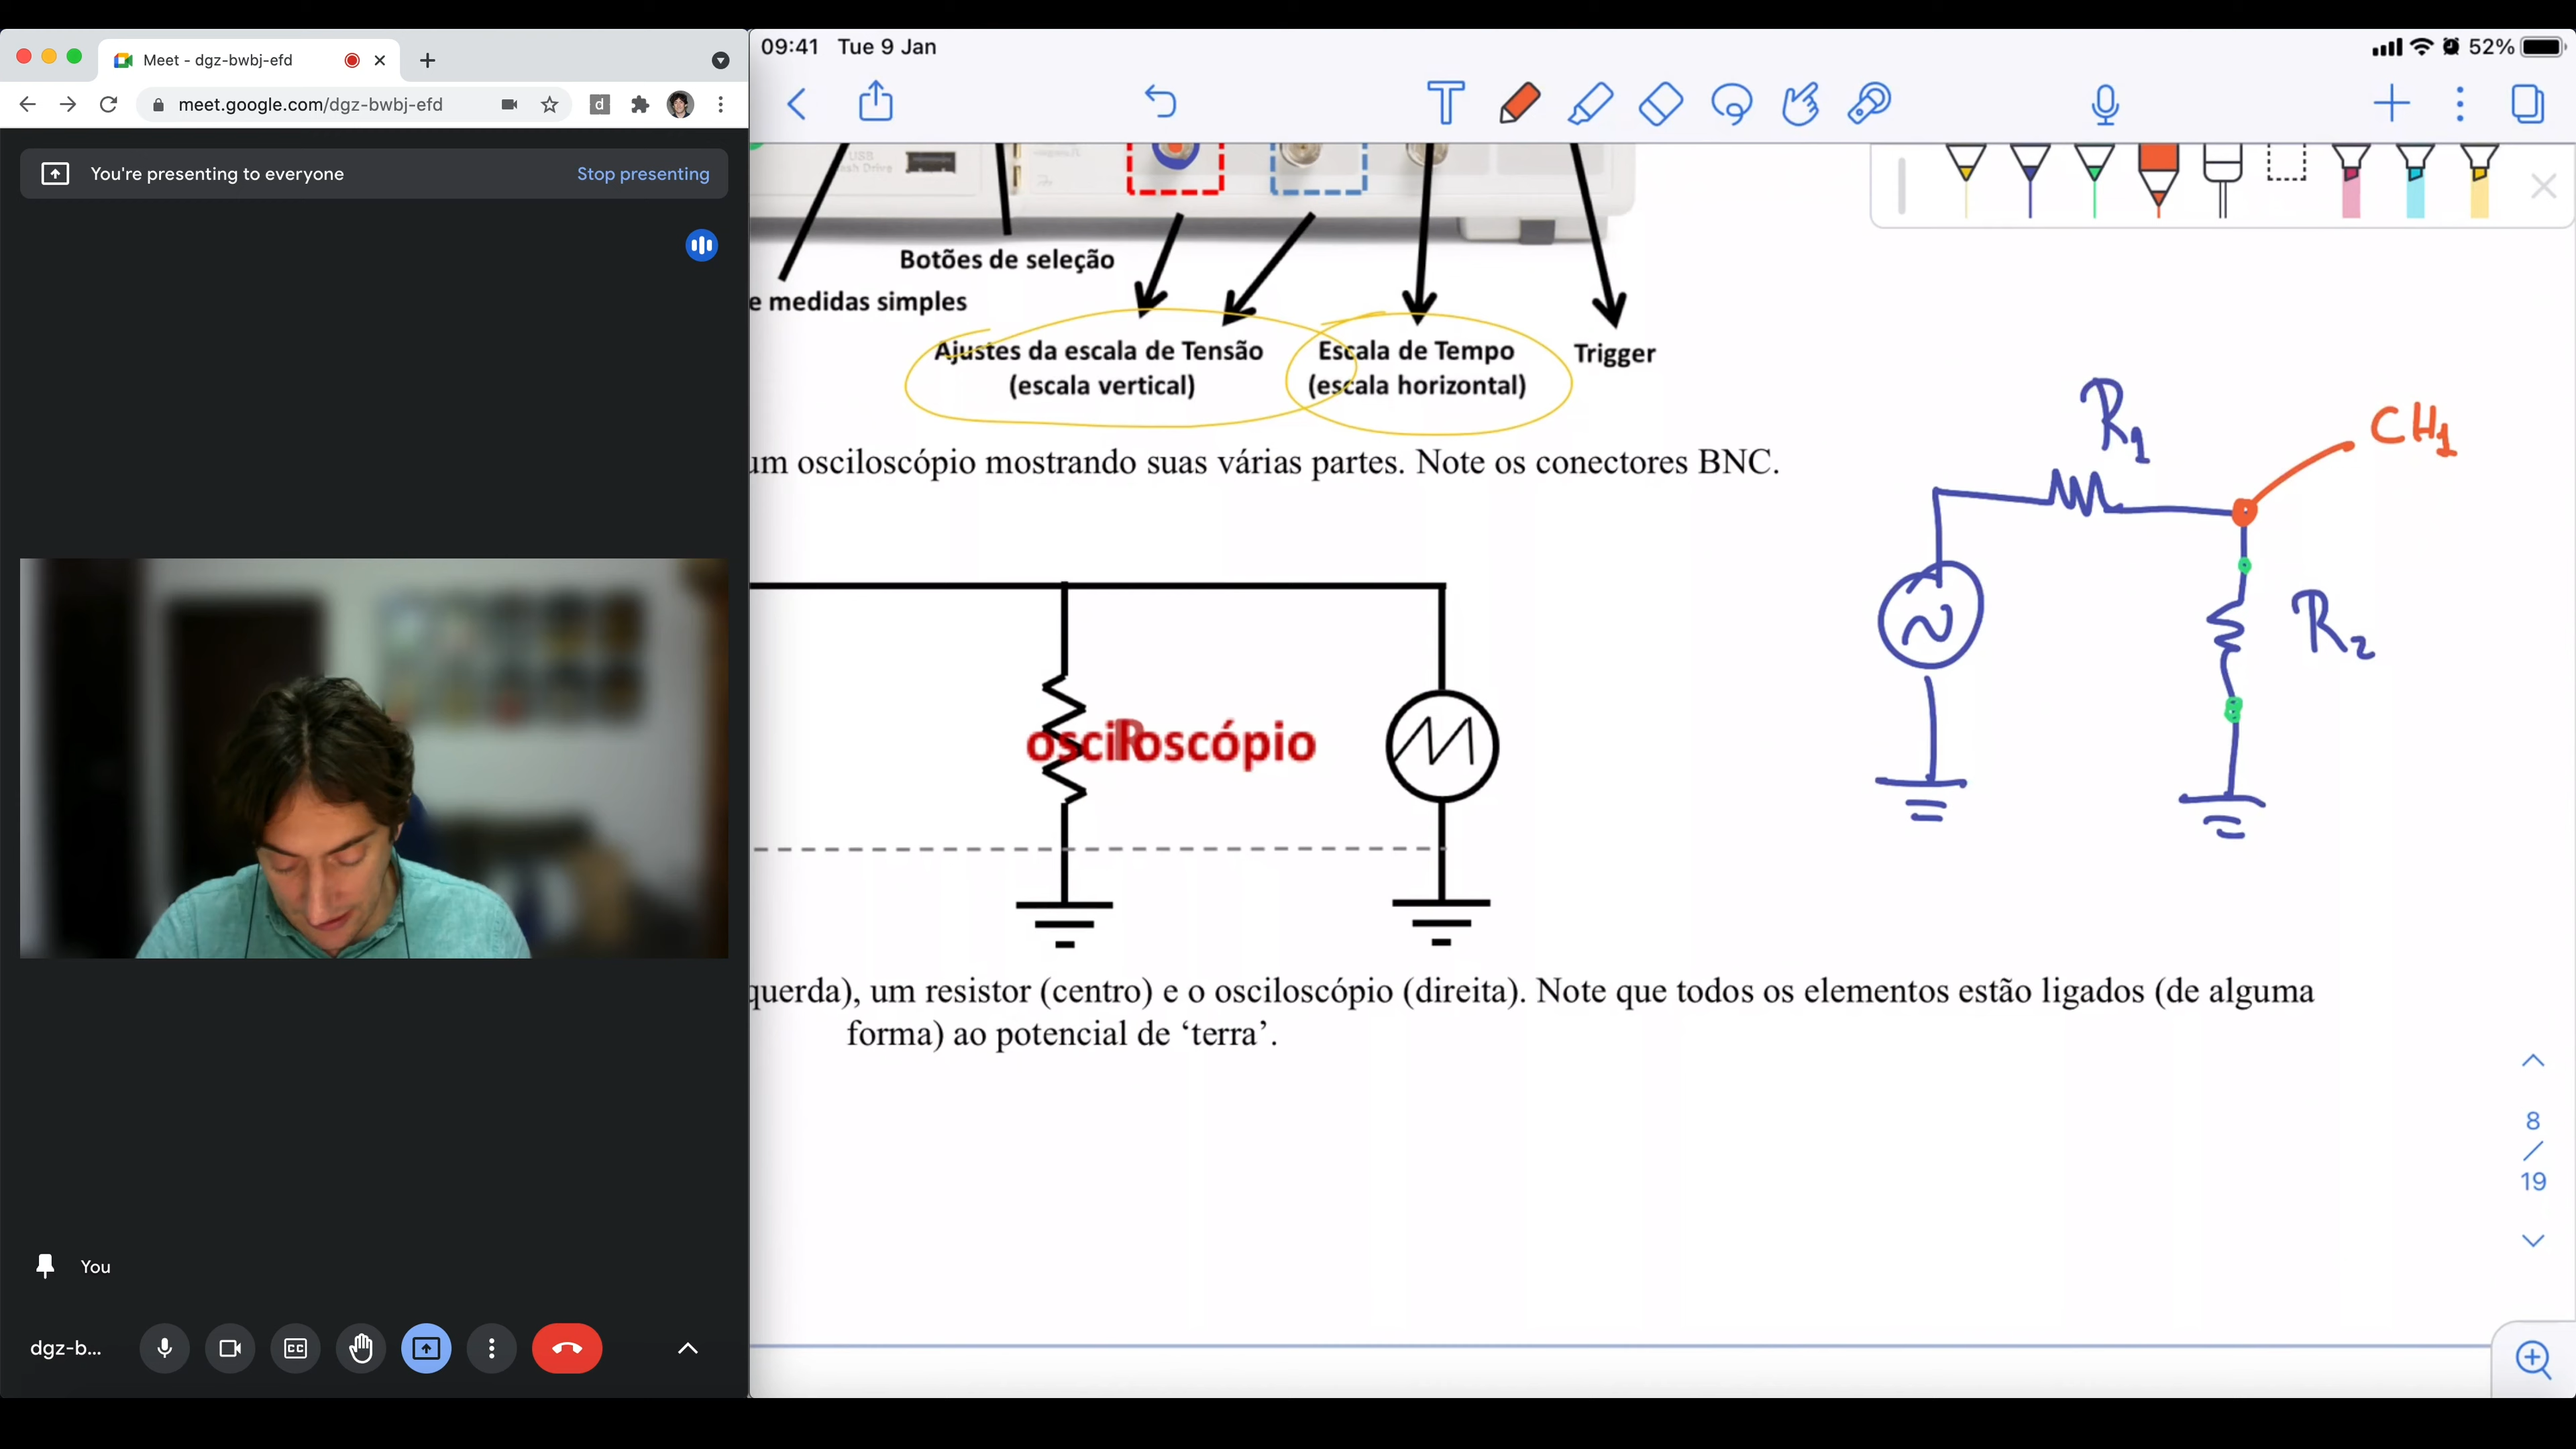 Meet - dgz-bwbj-efd
meet.google.com/dgz-bwbj-efd
You're presenting to everyone
Stop presenting
You
dgz-b...
CC
09:41 Tue 9 Jan
52%
USB
Botões de seleção
e medidas simples
Ajustes da escala de Tensão
(escala vertical)
Escala de Tempo
(escala horizontal)
Trigger
um osciloscópio mostrando suas várias partes. Note os conectores BNC.
R1
CH1
R2
osciloscópio
R
querda), um resistor (centro) e o osciloscópio (direita). Note que todos os elementos estão ligados (de alguma
forma) ao potencial de ‘terra’.
8
/
19